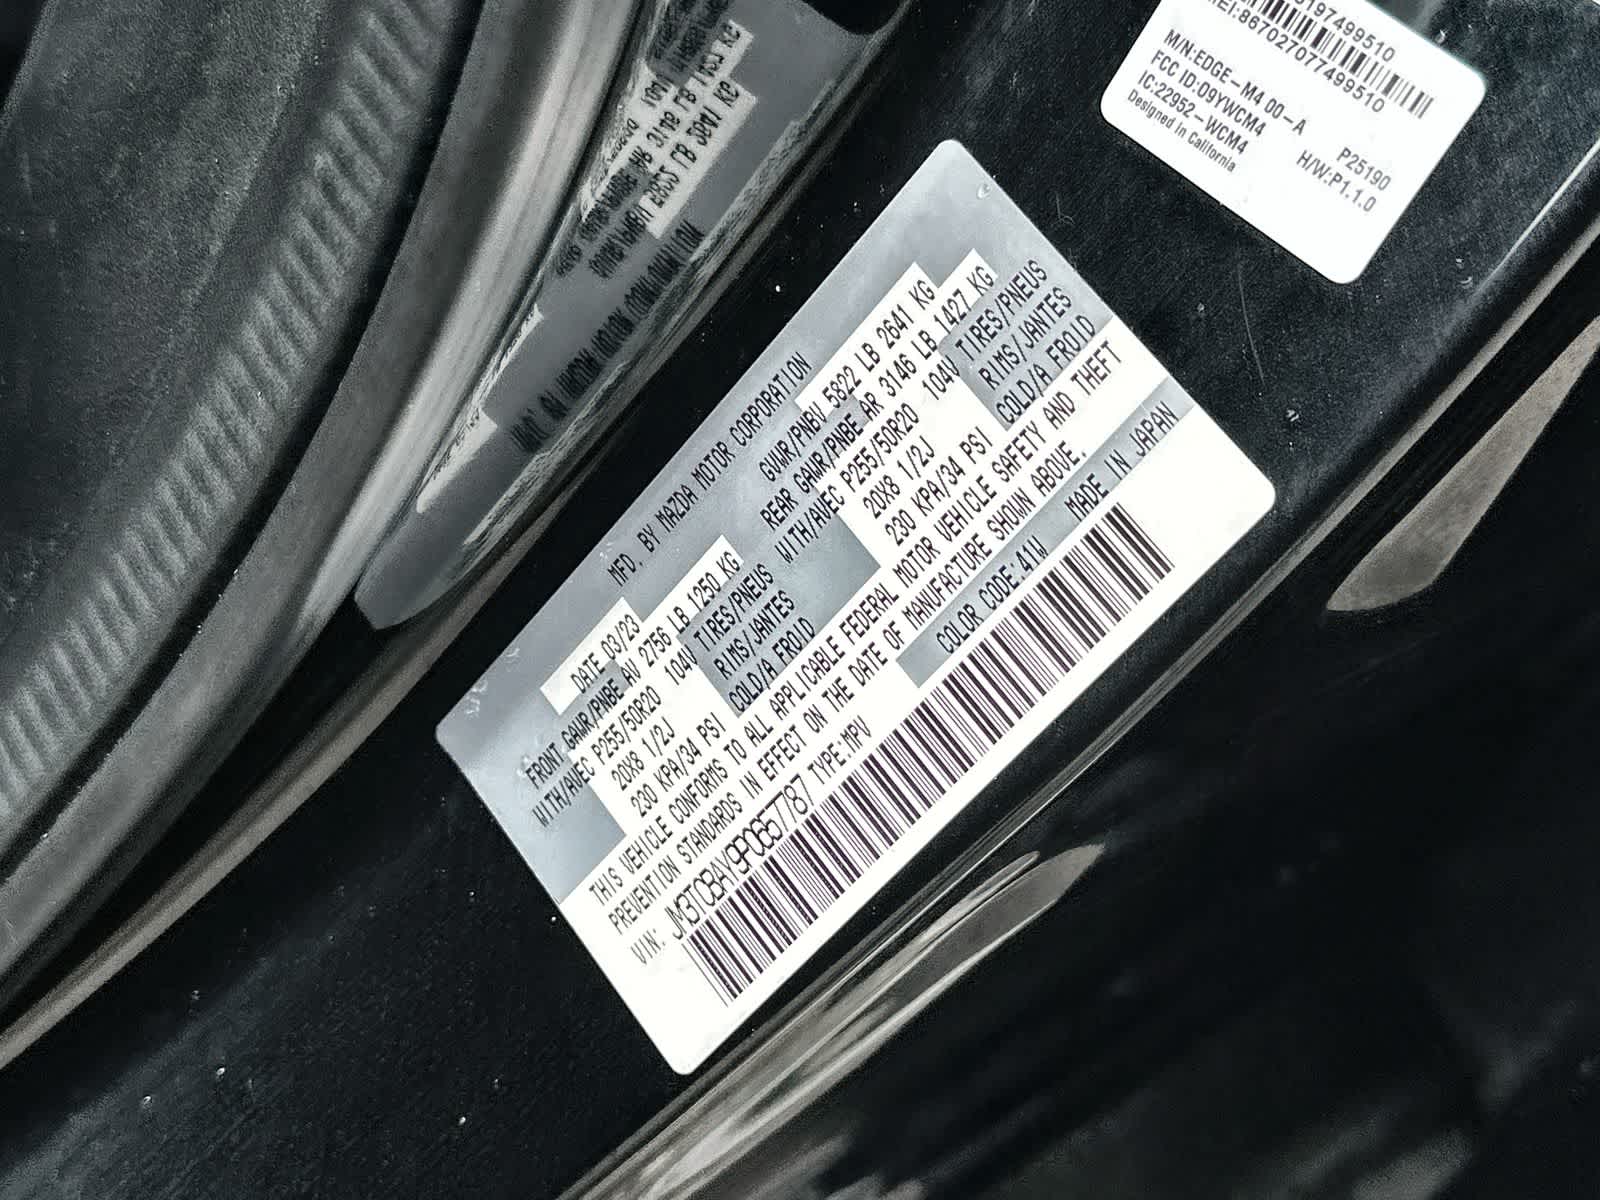 MFD. BY MAZDA MOTOR CORPORATION
DATE 03/23 GVWR/PNBV 5822 LB 2641 KG
FRONT GAWR/PNBE AV 2756 LB 1250 KG REAR GAWR/PNBE AR 3146 LB 1427 KG
WITH/AVEC P255/50R20 104V TIRES/PNEUS WITH/AVEC P255/50R20 104V TIRES/PNEUS
20X8 1/2J RIMS/JANTES 20X8 1/2J RIMS/JANTES
230 KPA/34 PSI COLD/A FROID 230 KPA/34 PSI COLD/A FROID
THIS VEHICLE CONFORMS TO ALL APPLICABLE FEDERAL MOTOR VEHICLE SAFETY AND THEFT
PREVENTION STANDARDS IN EFFECT ON THE DATE OF MANUFACTURE SHOWN ABOVE.
VIN: JM3TCBAY9P0657787 TYPE:MPV COLOR CODE:41W MADE IN JAPAN
M/N:EDGE-M4 00-A P25190
FCC ID:O9YWCM4 H/W:P1.1.0
IC:22952-WCM4
Designed in California